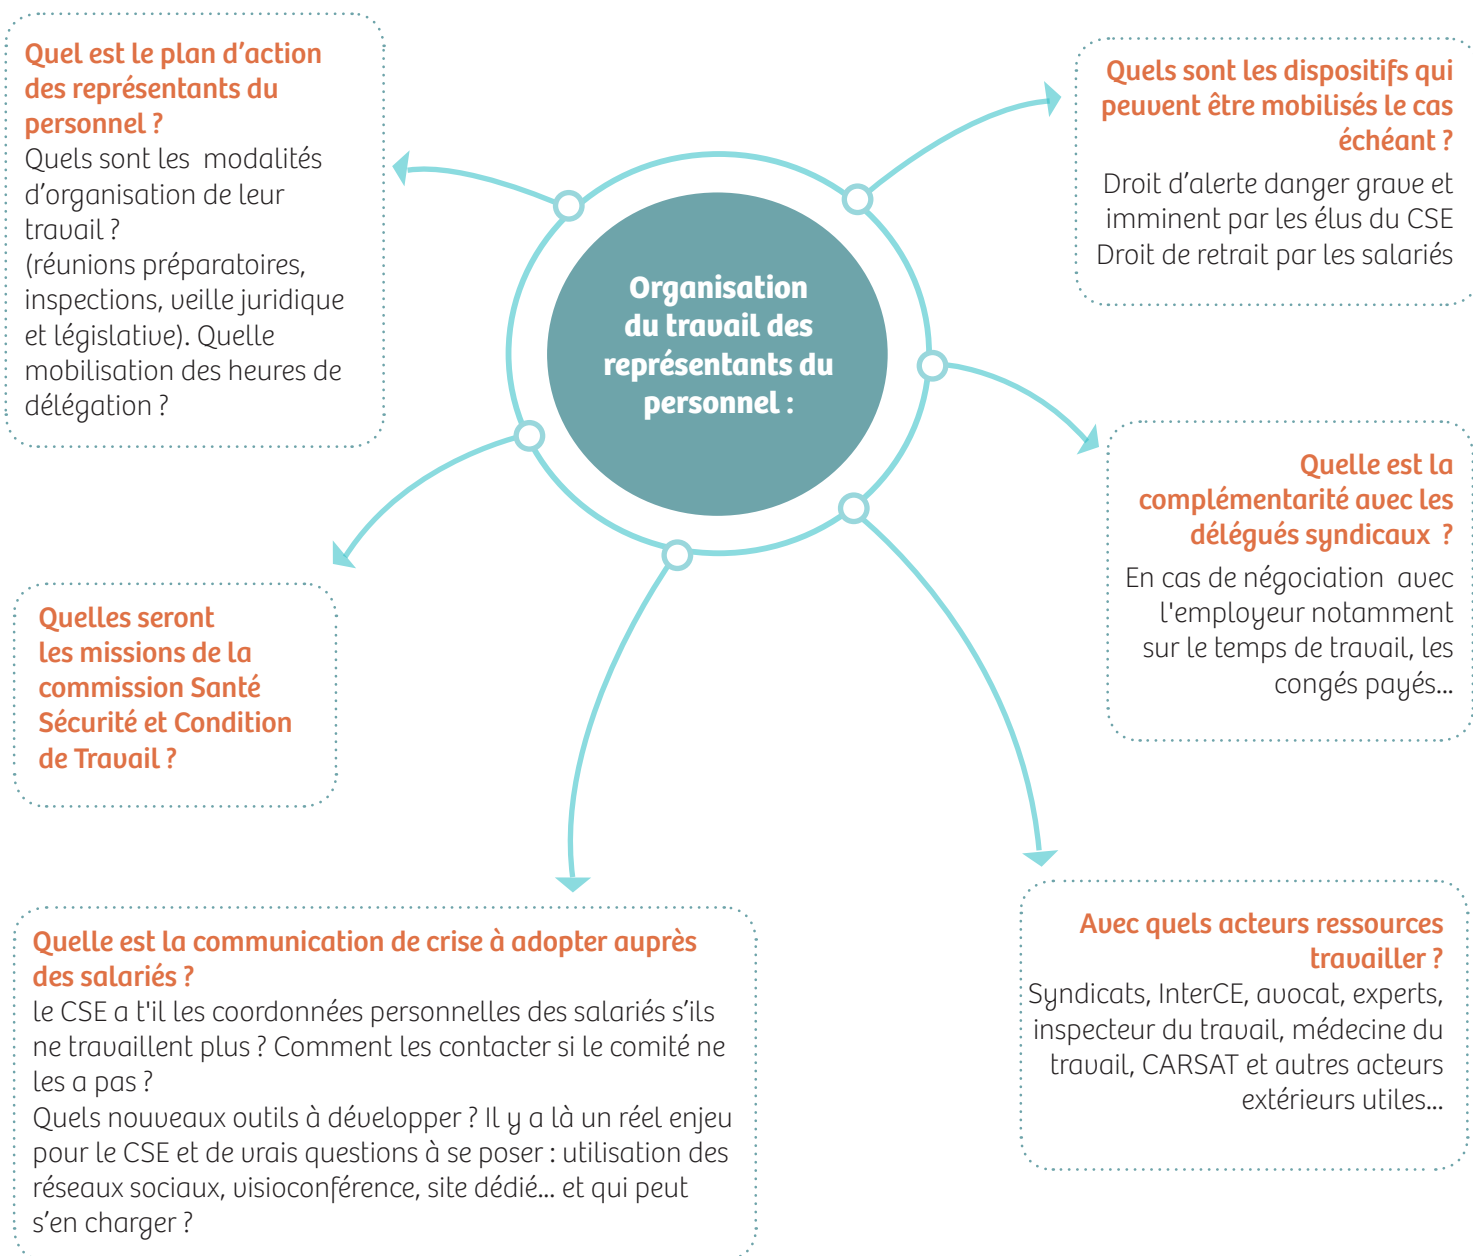 Quel est le plan d’action
des représentants du
personnel ?
Quels sont les modalités
d’organisation de leur
travail ?
(réunions préparatoires,
inspections, veille juridique
et législative). Quelle
mobilisation des heures de
délégation ?
Quels sont les dispositifs qui
peuvent être mobilisés le cas
échéant ?
Droit d’alerte danger grave et
imminent par les élus du CSE
Droit de retrait par les salariés
Organisation
du travail des
représentants du
personnel :
Quelle est la
complémentarité avec les
délégués syndicaux ?
En cas de négociation avec
l'employeur notamment
sur le temps de travail, les
congés payés...
Quelles seront
les missions de la
commission Santé
Sécurité et Condition
de Travail ?
Quelle est la communication de crise à adopter auprès
des salariés ?
le CSE a t'il les coordonnées personnelles des salariés s’ils
ne travaillent plus ? Comment les contacter si le comité ne
les a pas ?
Quels nouveaux outils à développer ? Il y a là un réel enjeu
pour le CSE et de vrais questions à se poser : utilisation des
réseaux sociaux, visioconférence, site dédié... et qui peut
s’en charger ?
Avec quels acteurs ressources
travailler ?
Syndicats, InterCE, avocat, experts,
inspecteur du travail, médecine du
travail, CARSAT et autres acteurs
extérieurs utiles...